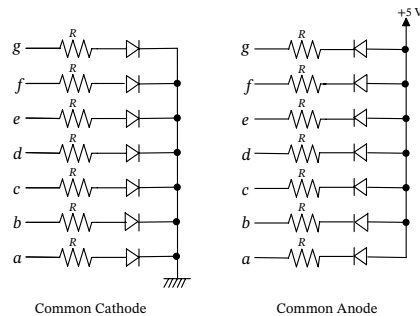 +5 V
g R
g R
f R
f R
e R
e R
d R
d R
c R
c R
b R
b R
a R
a R
Common Cathode
Common Anode